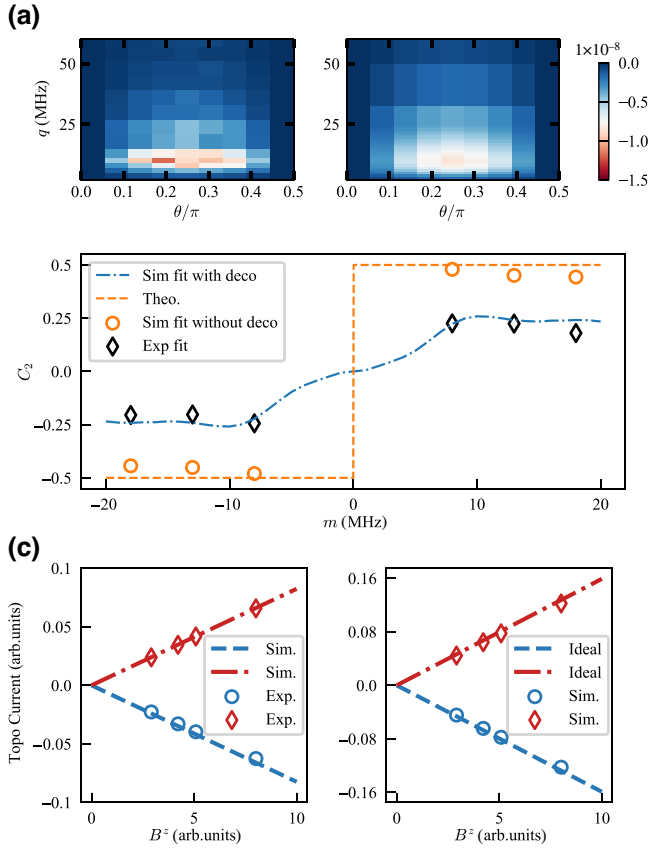 (a)
1×10−8
50
25
q (MHz)
0.0
−0.5
−1.0
−1.5
0.0 0.1 0.2 0.3 0.4 0.5
0.0 0.1 0.2 0.3 0.4 0.5
θ/π
θ/π
0.5
0.25
0.0
−0.25
−0.5
C2
Sim fit with deco
Theo.
Sim fit without deco
Exp fit
−20 −10 0 10 20
m (MHz)
(c)
Topo Current (arb.units)
0.1
0.05
0.0
−0.05
−0.1
Sim.
Sim.
Exp.
Exp.
0 5 10
B^z (arb.units)
0.16
0.08
0.0
−0.08
−0.16
Ideal
Ideal
Sim.
Sim.
0 5 10
B^z (arb.units)